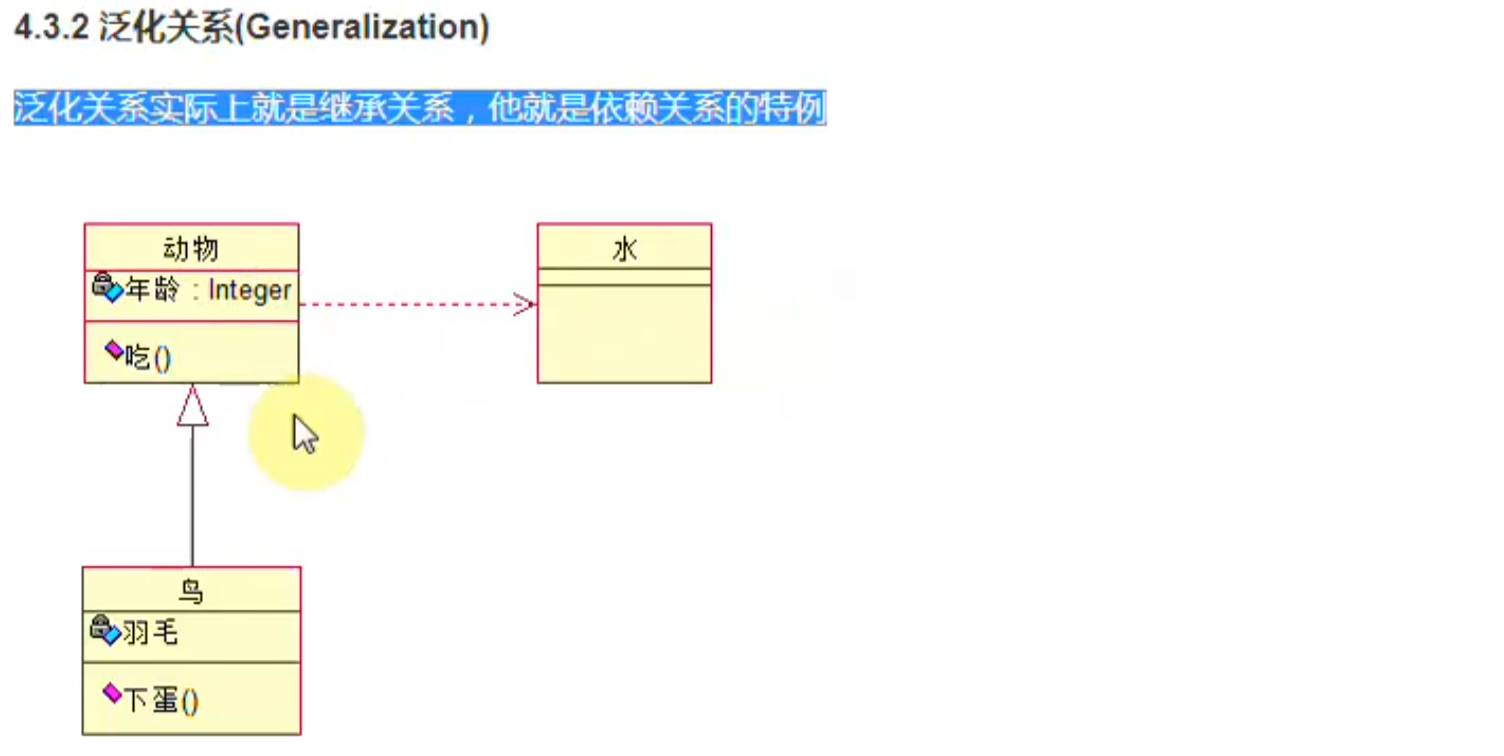 4.3.2 泛化关系(Generalization)
泛化关系实际上就是继承关系，他就是依赖关系的特例
动物
年龄 : Integer
吃()
水
鸟
羽毛
下蛋()